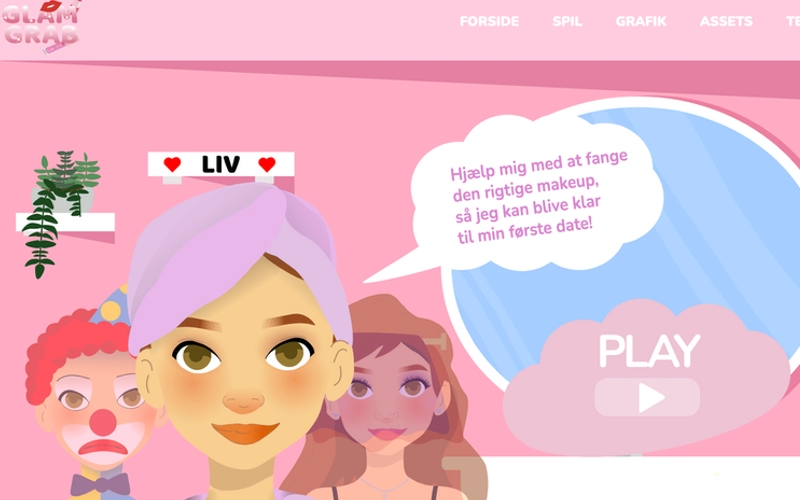 GLAM
GRAB
FORSIDE SPIL GRAFIK ASSETS TE
LIV
Hjælp mig med at fange
den rigtige makeup,
så jeg kan blive klar
til min første date!
PLAY